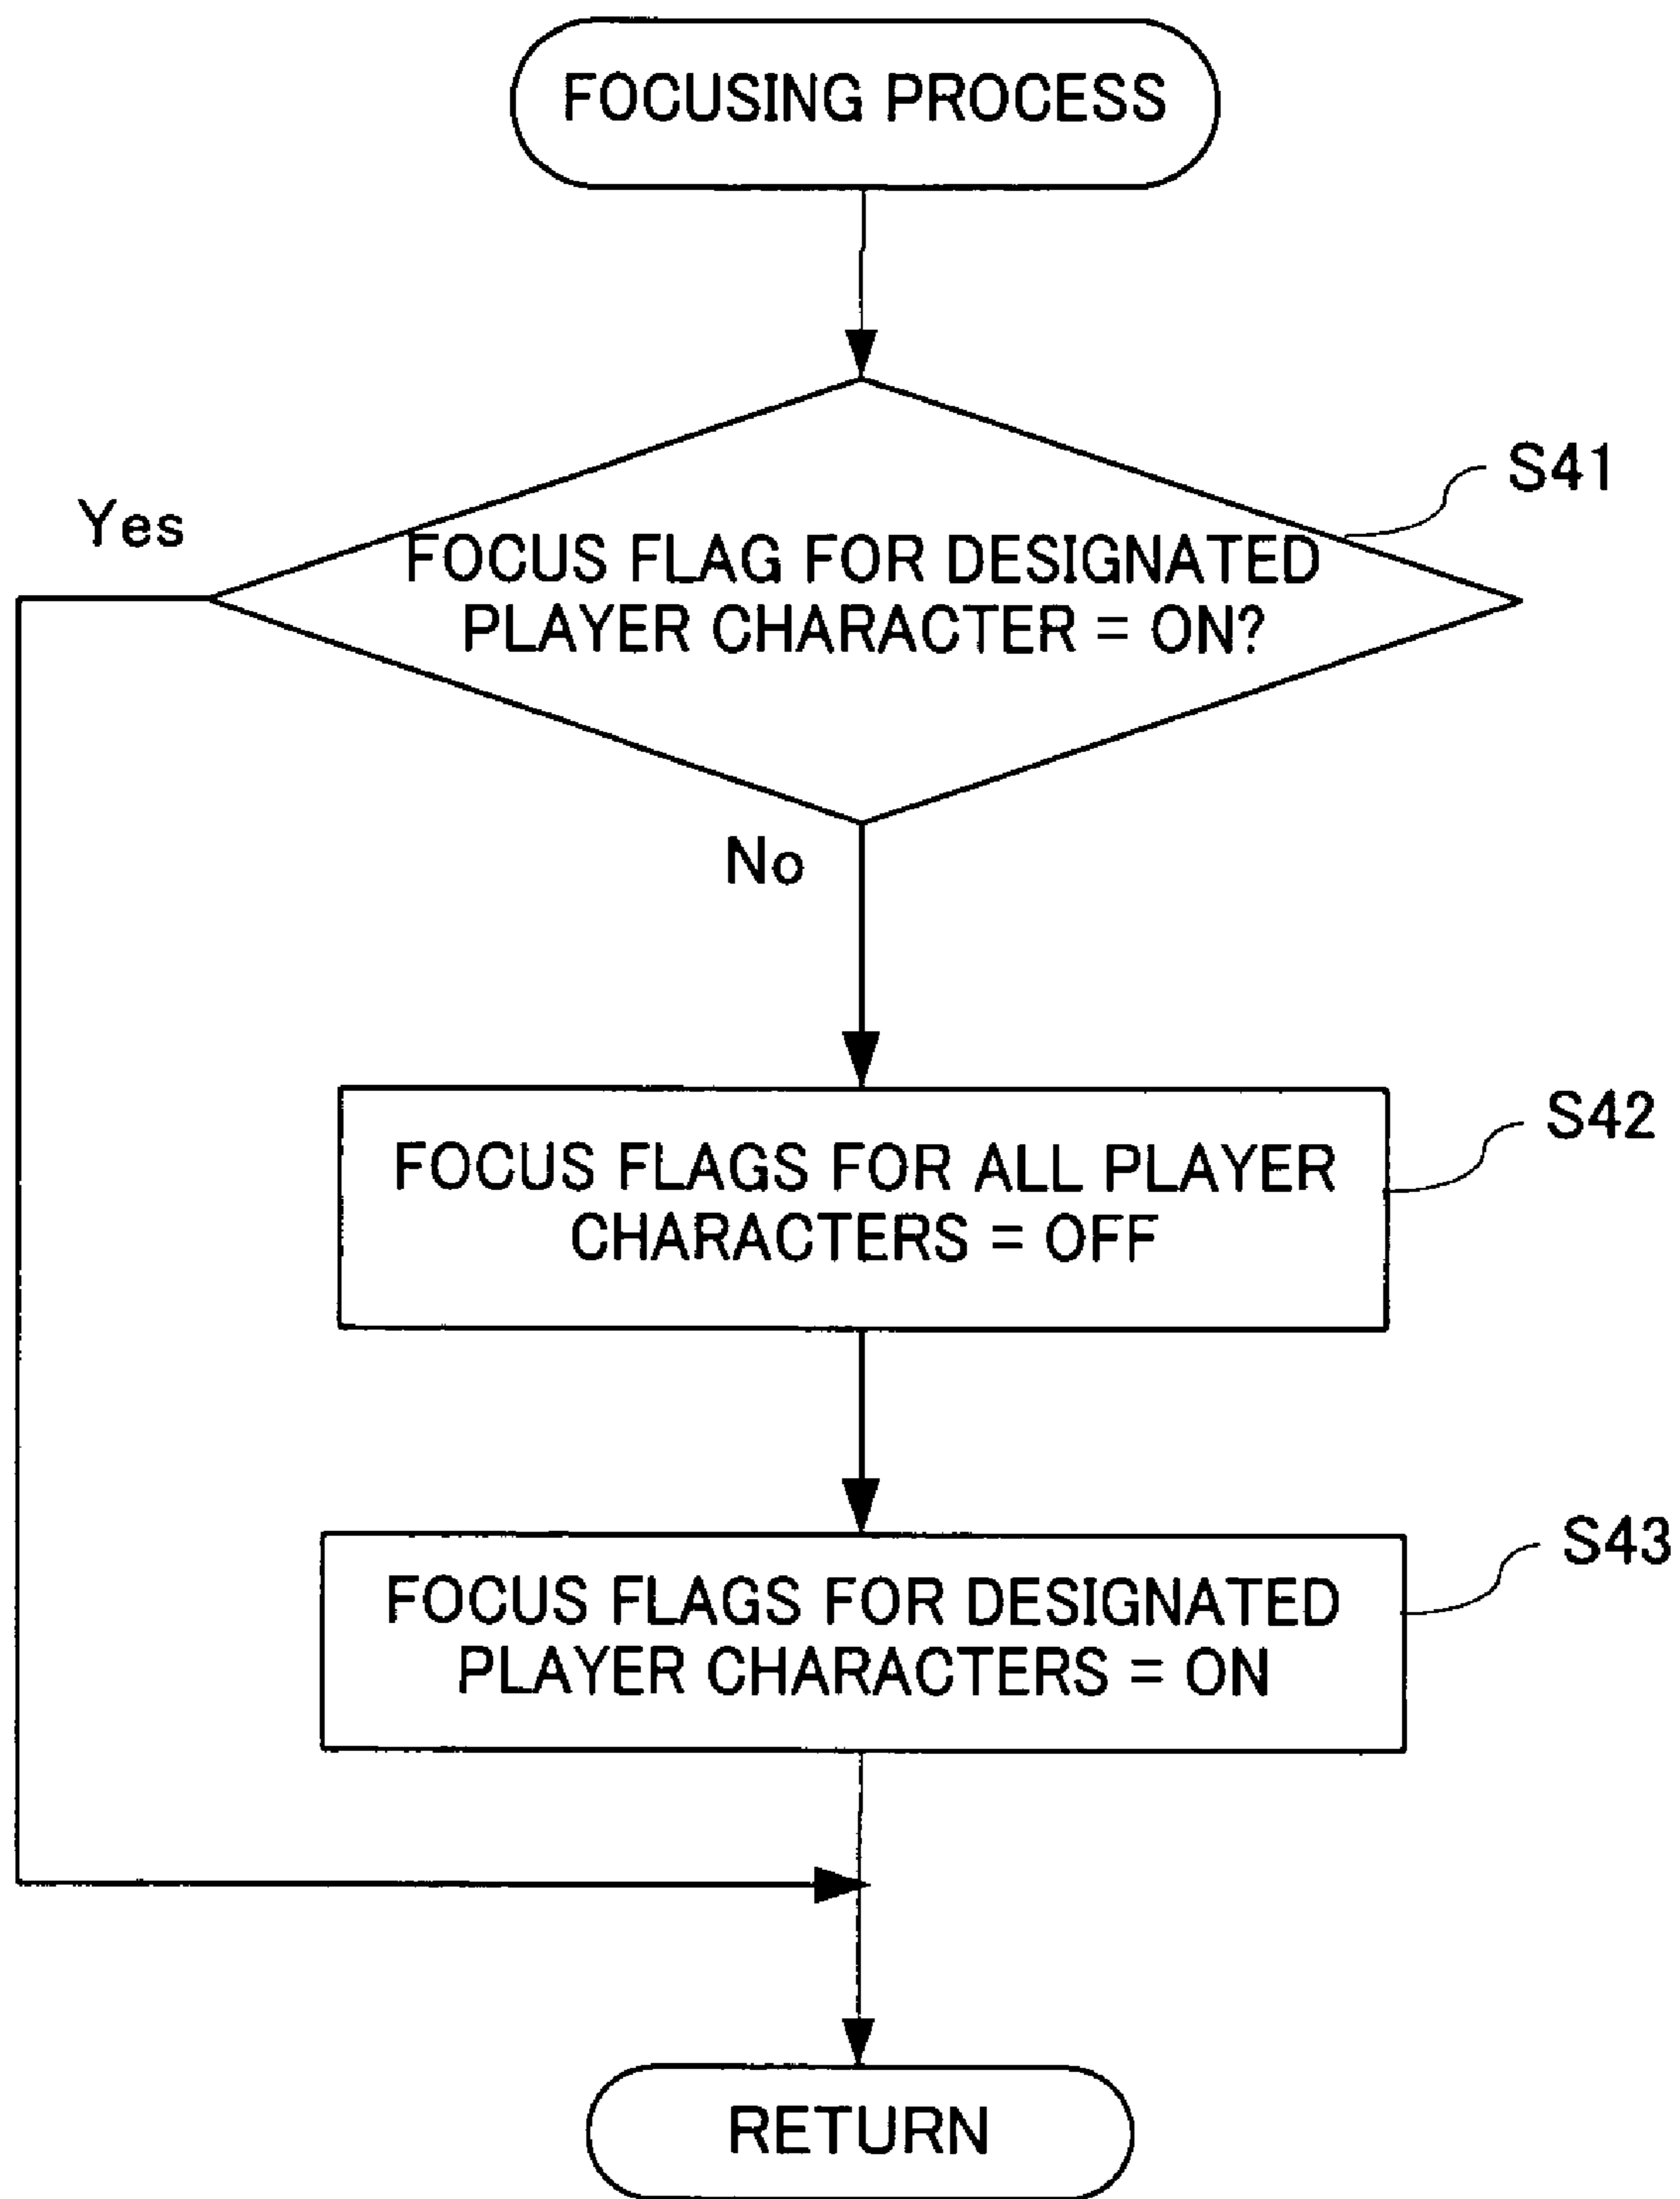 FOCUSING PROCESS
S41
Yes
FOCUS FLAG FOR DESIGNATED
PLAYER CHARACTER = ON?
No
S42
FOCUS FLAGS FOR ALL PLAYER
CHARACTERS = OFF
S43
FOCUS FLAGS FOR DESIGNATED
PLAYER CHARACTERS = ON
RETURN